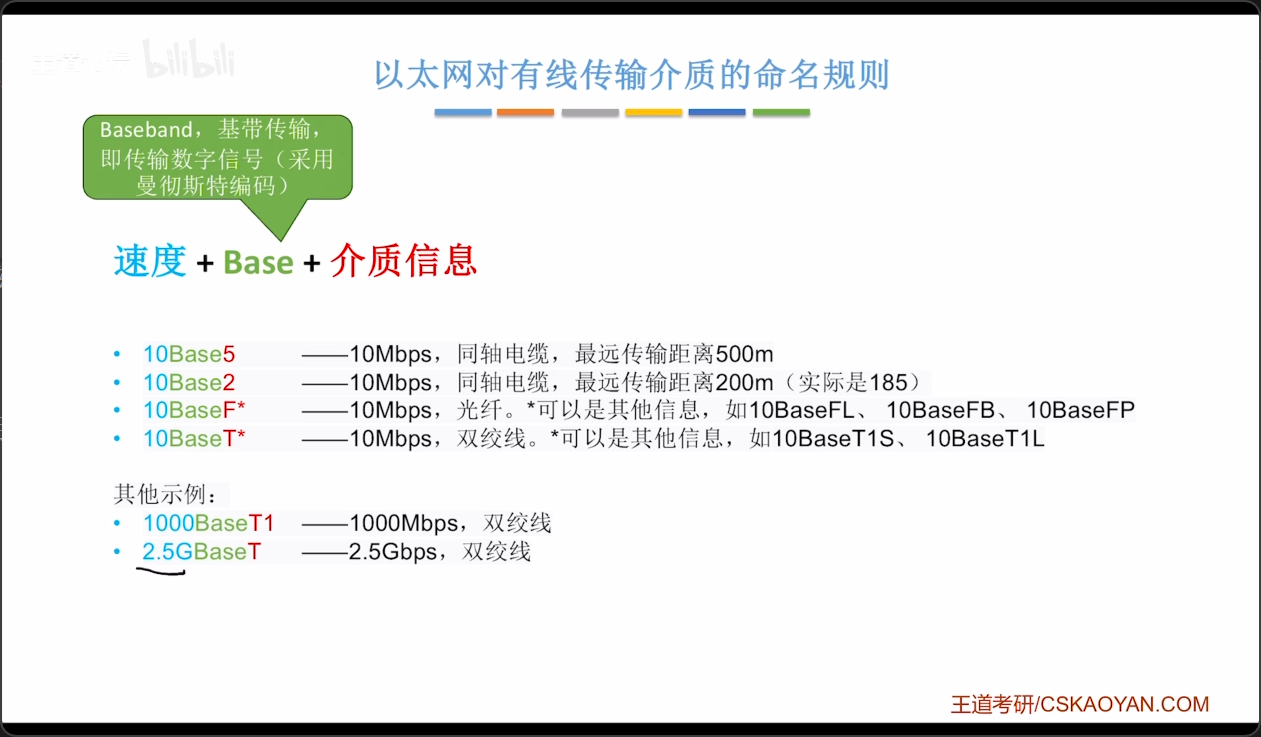 bilibili
以太网对有线传输介质的命名规则
Baseband，基带传输，
即传输数字信号（采用
曼彻斯特编码）
速度 + Base + 介质信息
• 10Base5 ——10Mbps，同轴电缆，最远传输距离500m
• 10Base2 ——10Mbps，同轴电缆，最远传输距离200m（实际是185）
• 10BaseF* ——10Mbps，光纤。*可以是其他信息，如10BaseFL、 10BaseFB、 10BaseFP
• 10BaseT* ——10Mbps，双绞线。*可以是其他信息，如10BaseT1S、 10BaseT1L
其他示例：
• 1000BaseT1 ——1000Mbps，双绞线
• 2.5GBaseT ——2.5Gbps，双绞线
王道考研/CSKAOYAN.COM